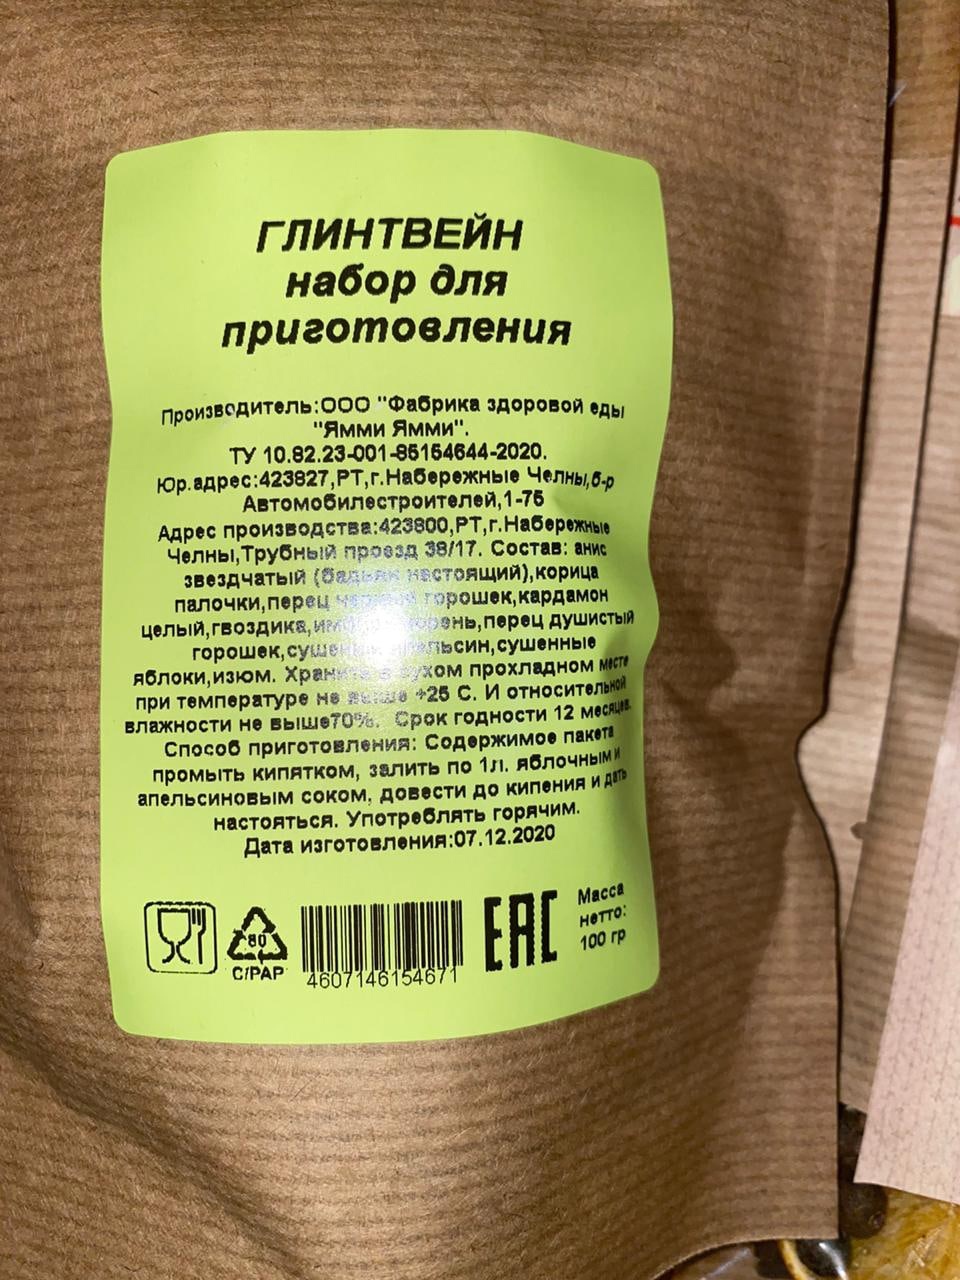 ГЛИНТВЕЙН
набор для
приготовления
Производитель:ООО "Фабрика здоровой еды
"Ямми Ямми".
ТУ 10.82.23-001-85154644-2020.
Юр.адрес:423827,РТ,г.Набережные Челны,б-р
Автомобилестроителей,1-75
Адрес производства:423800,РТ,г.Набережные
Челны,Трубный проезд 38/17. Состав: анис
звездчатый (бадьян настоящий),корица
палочки,перец черный горошек,кардамон
целый,гвоздика,имбирь корень,перец душистый
горошек,сушеный апельсин,сушенные
яблоки,изюм. Хранить в сухом прохладном месте
при температуре не выше +25 С. И относительной
влажности не выше70%. Срок годности 12 месяцев.
Способ приготовления: Содержимое пакета
промыть кипятком, залить по 1л. яблочным и
апельсиновым соком, довести до кипения и дать
настояться. Употреблять горячим.
Дата изготовления:07.12.2020
80
C/PAP
4607146154671
EAC
Масса
нетто:
100 гр